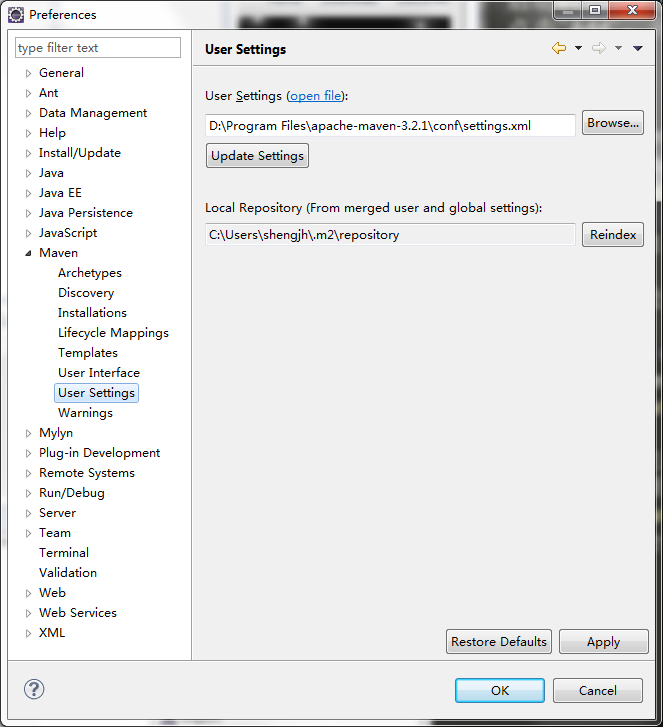 Preferences
type filter text
General
Ant
Data Management
Help
Install/Update
Java
Java EE
Java Persistence
JavaScript
Maven
Archetypes
Discovery
Installations
Lifecycle Mappings
Templates
User Interface
User Settings
Warnings
Mylyn
Plug-in Development
Remote Systems
Run/Debug
Server
Team
Terminal
Validation
Web
Web Services
XML
User Settings
User Settings (open file):
D:\Program Files\apache-maven-3.2.1\conf\settings.xml
Browse...
Update Settings
Local Repository (From merged user and global settings):
C:\Users\shengjh\.m2\repository
Reindex
Restore Defaults
Apply
?
OK
Cancel